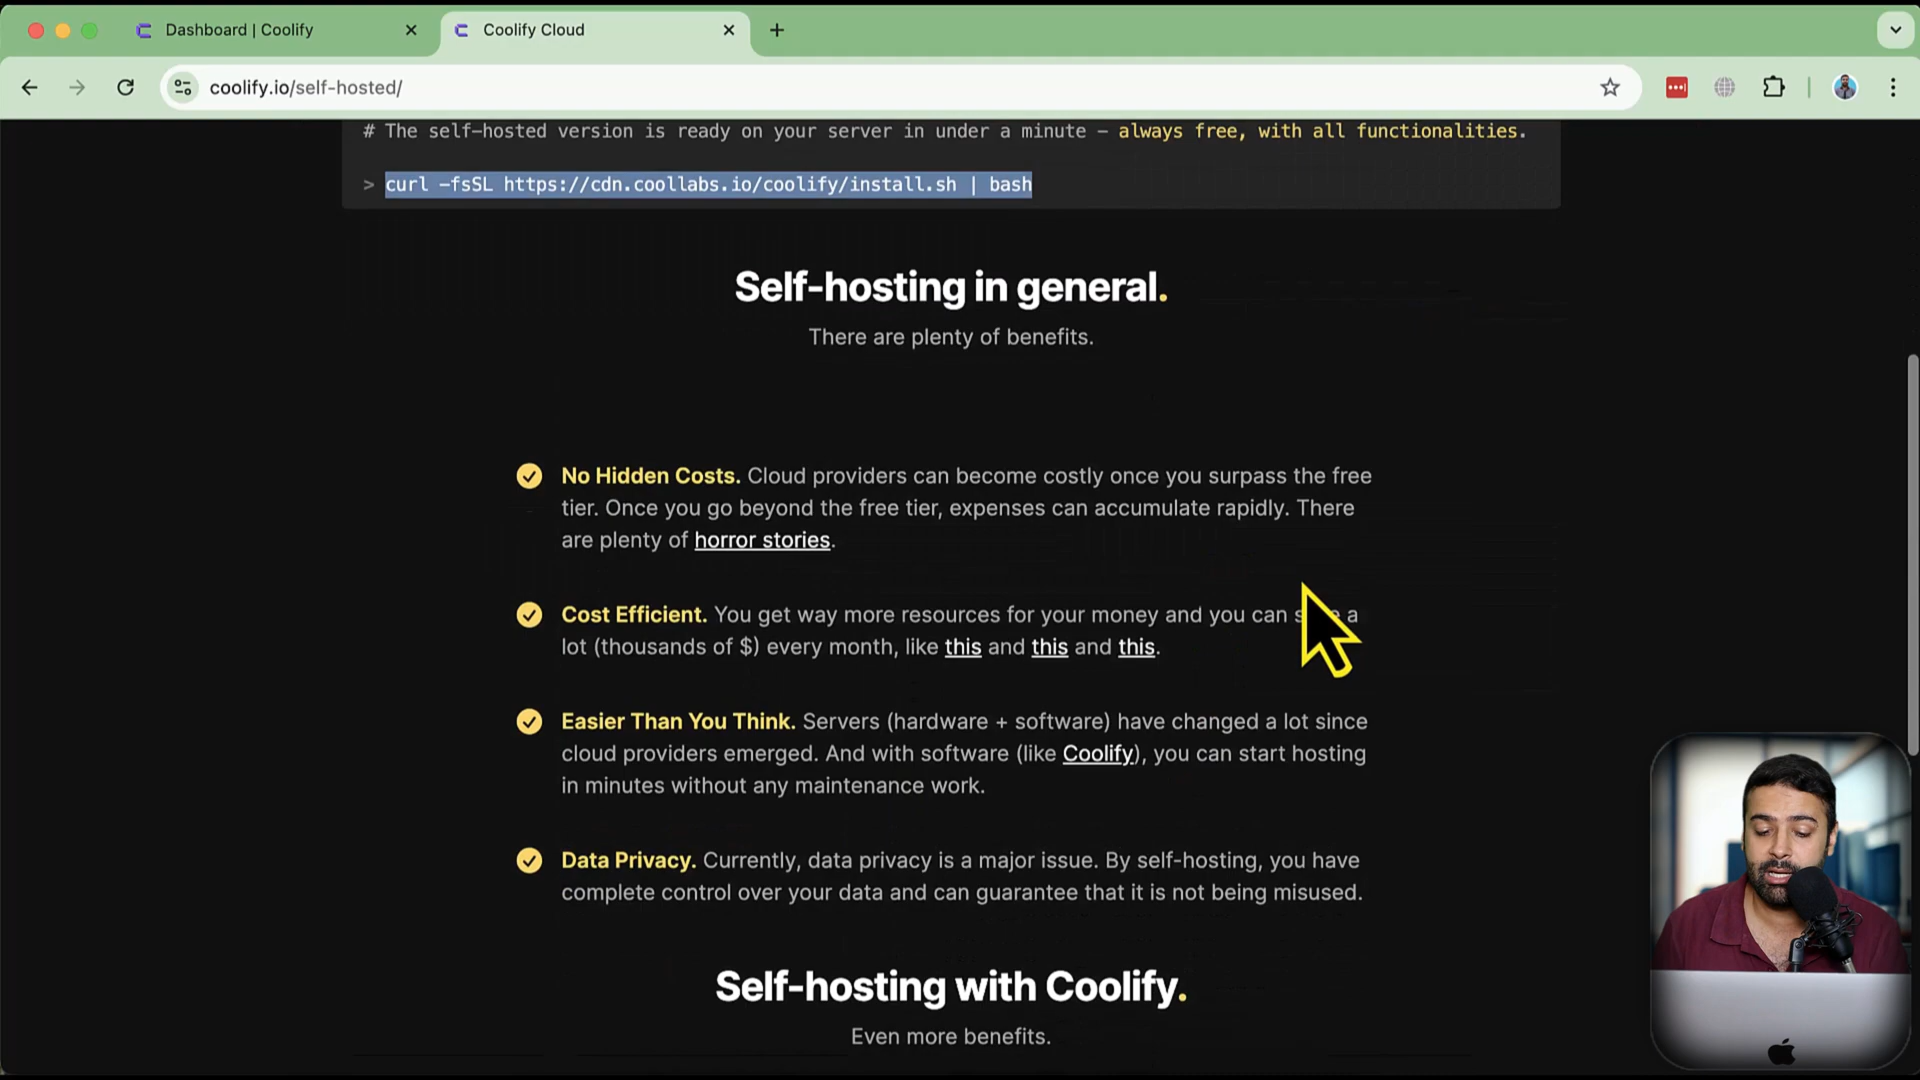 Dashboard | Coolify
Coolify Cloud
coolify.io/self-hosted/
# The self-hosted version is ready on your server in under a minute – always free, with all functionalities.
> curl -fsSL https://cdn.coollabs.io/coolify/install.sh | bash
Self-hosting in general.
There are plenty of benefits.
No Hidden Costs. Cloud providers can become costly once you surpass the free
tier. Once you go beyond the free tier, expenses can accumulate rapidly. There
are plenty of horror stories.
Cost Efficient. You get way more resources for your money and you can a
lot (thousands of $) every month, like this and this and this.
Easier Than You Think. Servers (hardware + software) have changed a lot since
cloud providers emerged. And with software (like Coolify), you can start hosting
in minutes without any maintenance work.
Data Privacy. Currently, data privacy is a major issue. By self-hosting, you have
complete control over your data and can guarantee that it is not being misused.
Self-hosting with Coolify.
Even more benefits.